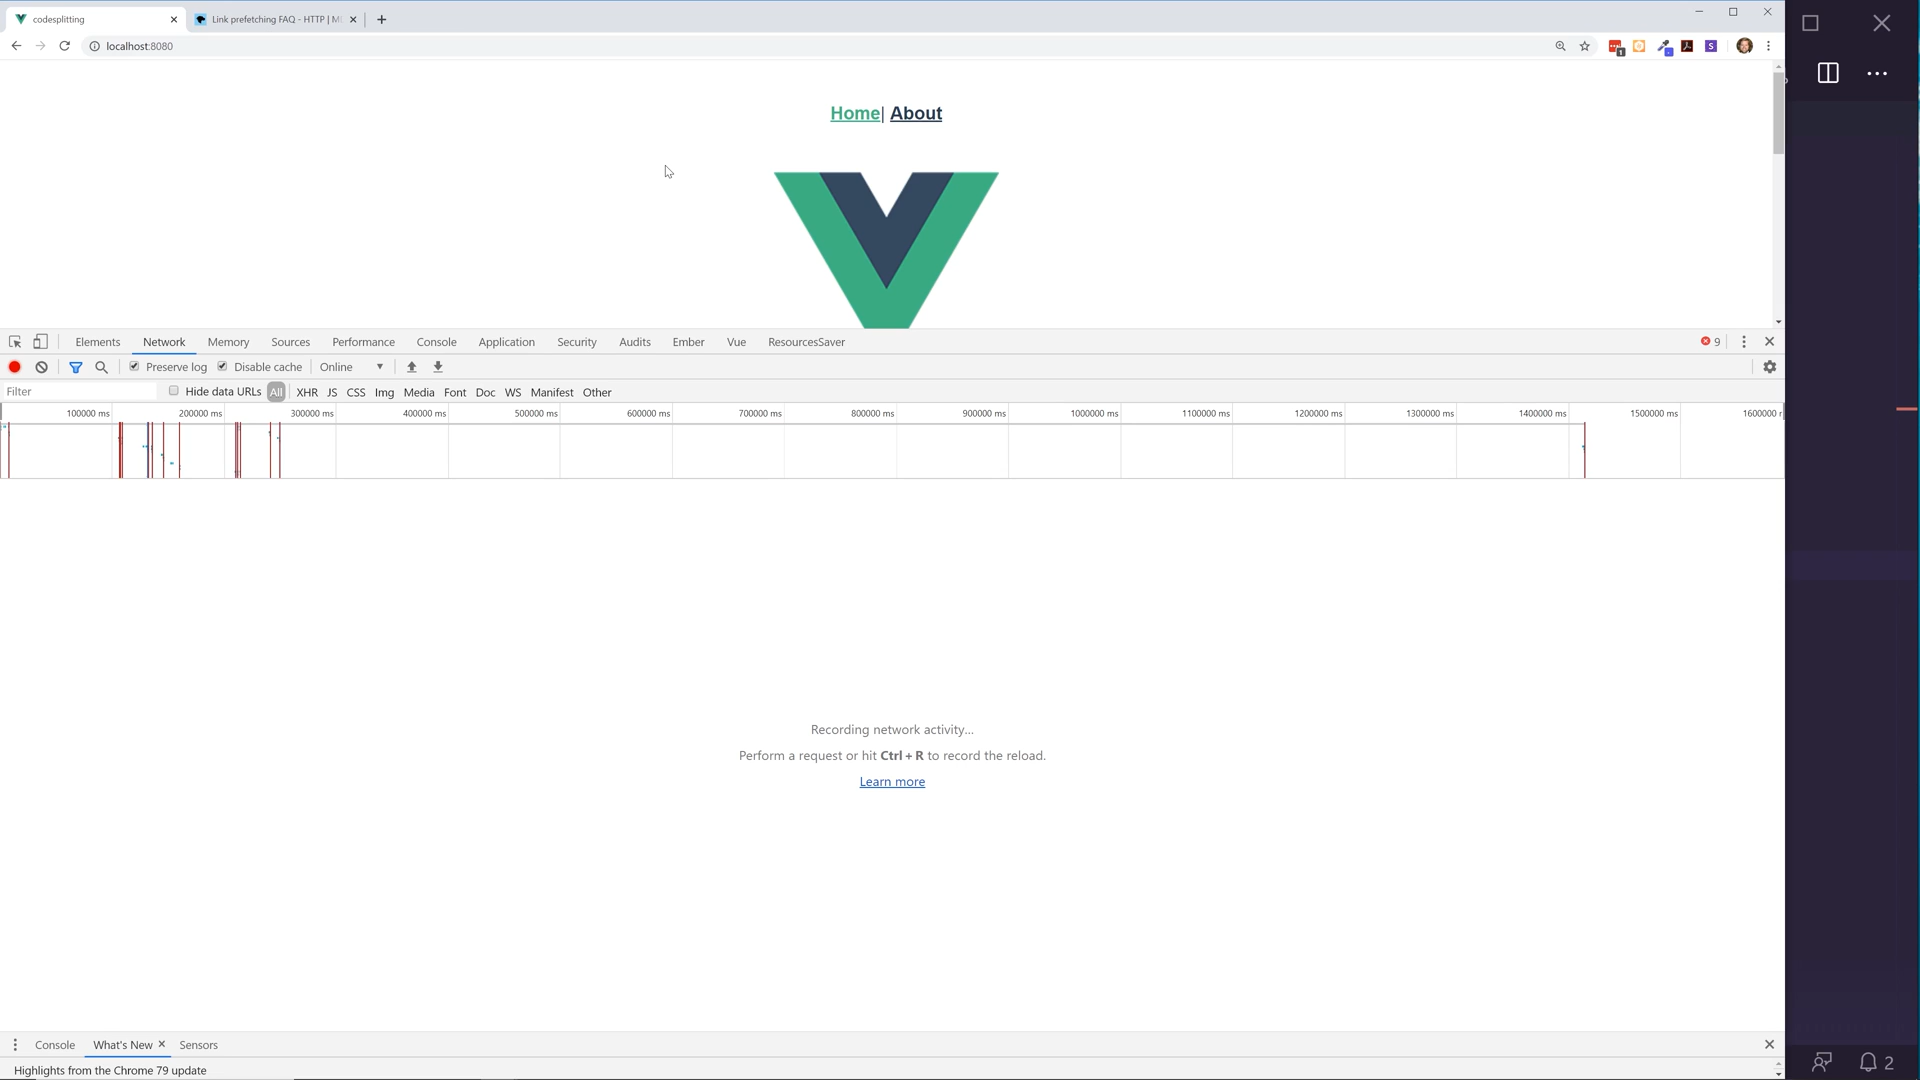 codesplitting
Link prefetching FAQ - HTTP | M
localhost:8080
Home| About
Elements Network Memory Sources Performance Console Application Security Audits Ember Vue ResourcesSaver 9
Preserve log Disable cache Online
Filter Hide data URLs All XHR JS CSS Img Media Font Doc WS Manifest Other
100000 ms 200000 ms 300000 ms 400000 ms 500000 ms 600000 ms 700000 ms 800000 ms 900000 ms 1000000 ms 1100000 ms 1200000 ms 1300000 ms 1400000 ms 1500000 ms 1600000 r
Recording network activity...
Perform a request or hit Ctrl + R to record the reload.
Learn more
Console What's New Sensors
Highlights from the Chrome 79 update
2